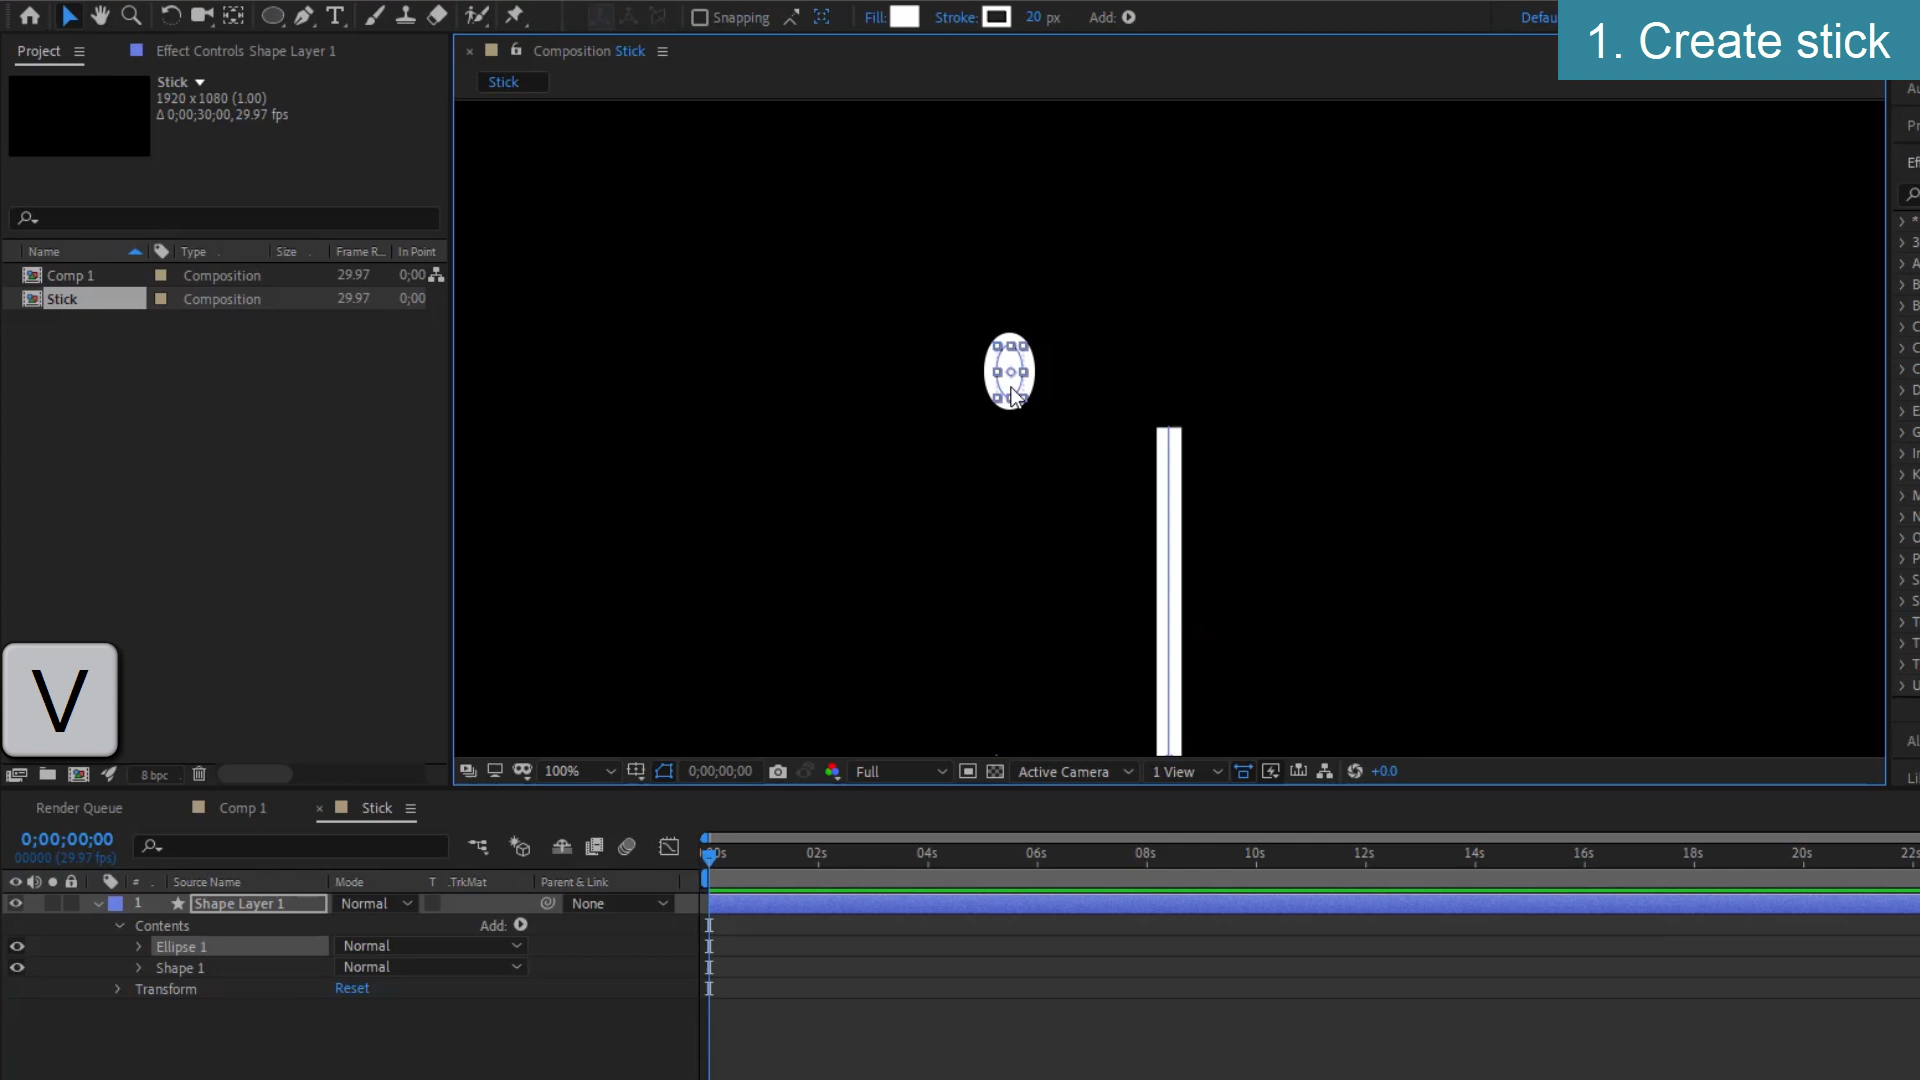 Snapping
Fill:
Stroke:
20 px
Add:
Defau
1. Create stick
Project
Effect Controls Shape Layer 1
Composition Stick
Stick
Stick
1920 x 1080 (1.00)
Δ 0;00;30;00, 29.97 fps
Name
Type
Size
Frame R...
In Point
Comp 1
Composition
29.97
0;00
Stick
Composition
29.97
0;00
V
8 bpc
100%
0;00;00;00
Full
Active Camera
1 View
+0.0
Render Queue
Comp 1
Stick
0;00;00;00
00000 (29.97 fps)
00s
02s
04s
06s
08s
10s
12s
14s
16s
18s
20s
22s
#
Source Name
Mode
T
.TrkMat
Parent & Link
1
Shape Layer 1
Normal
None
Contents
Add:
Ellipse 1
Normal
Shape 1
Normal
Transform
Reset